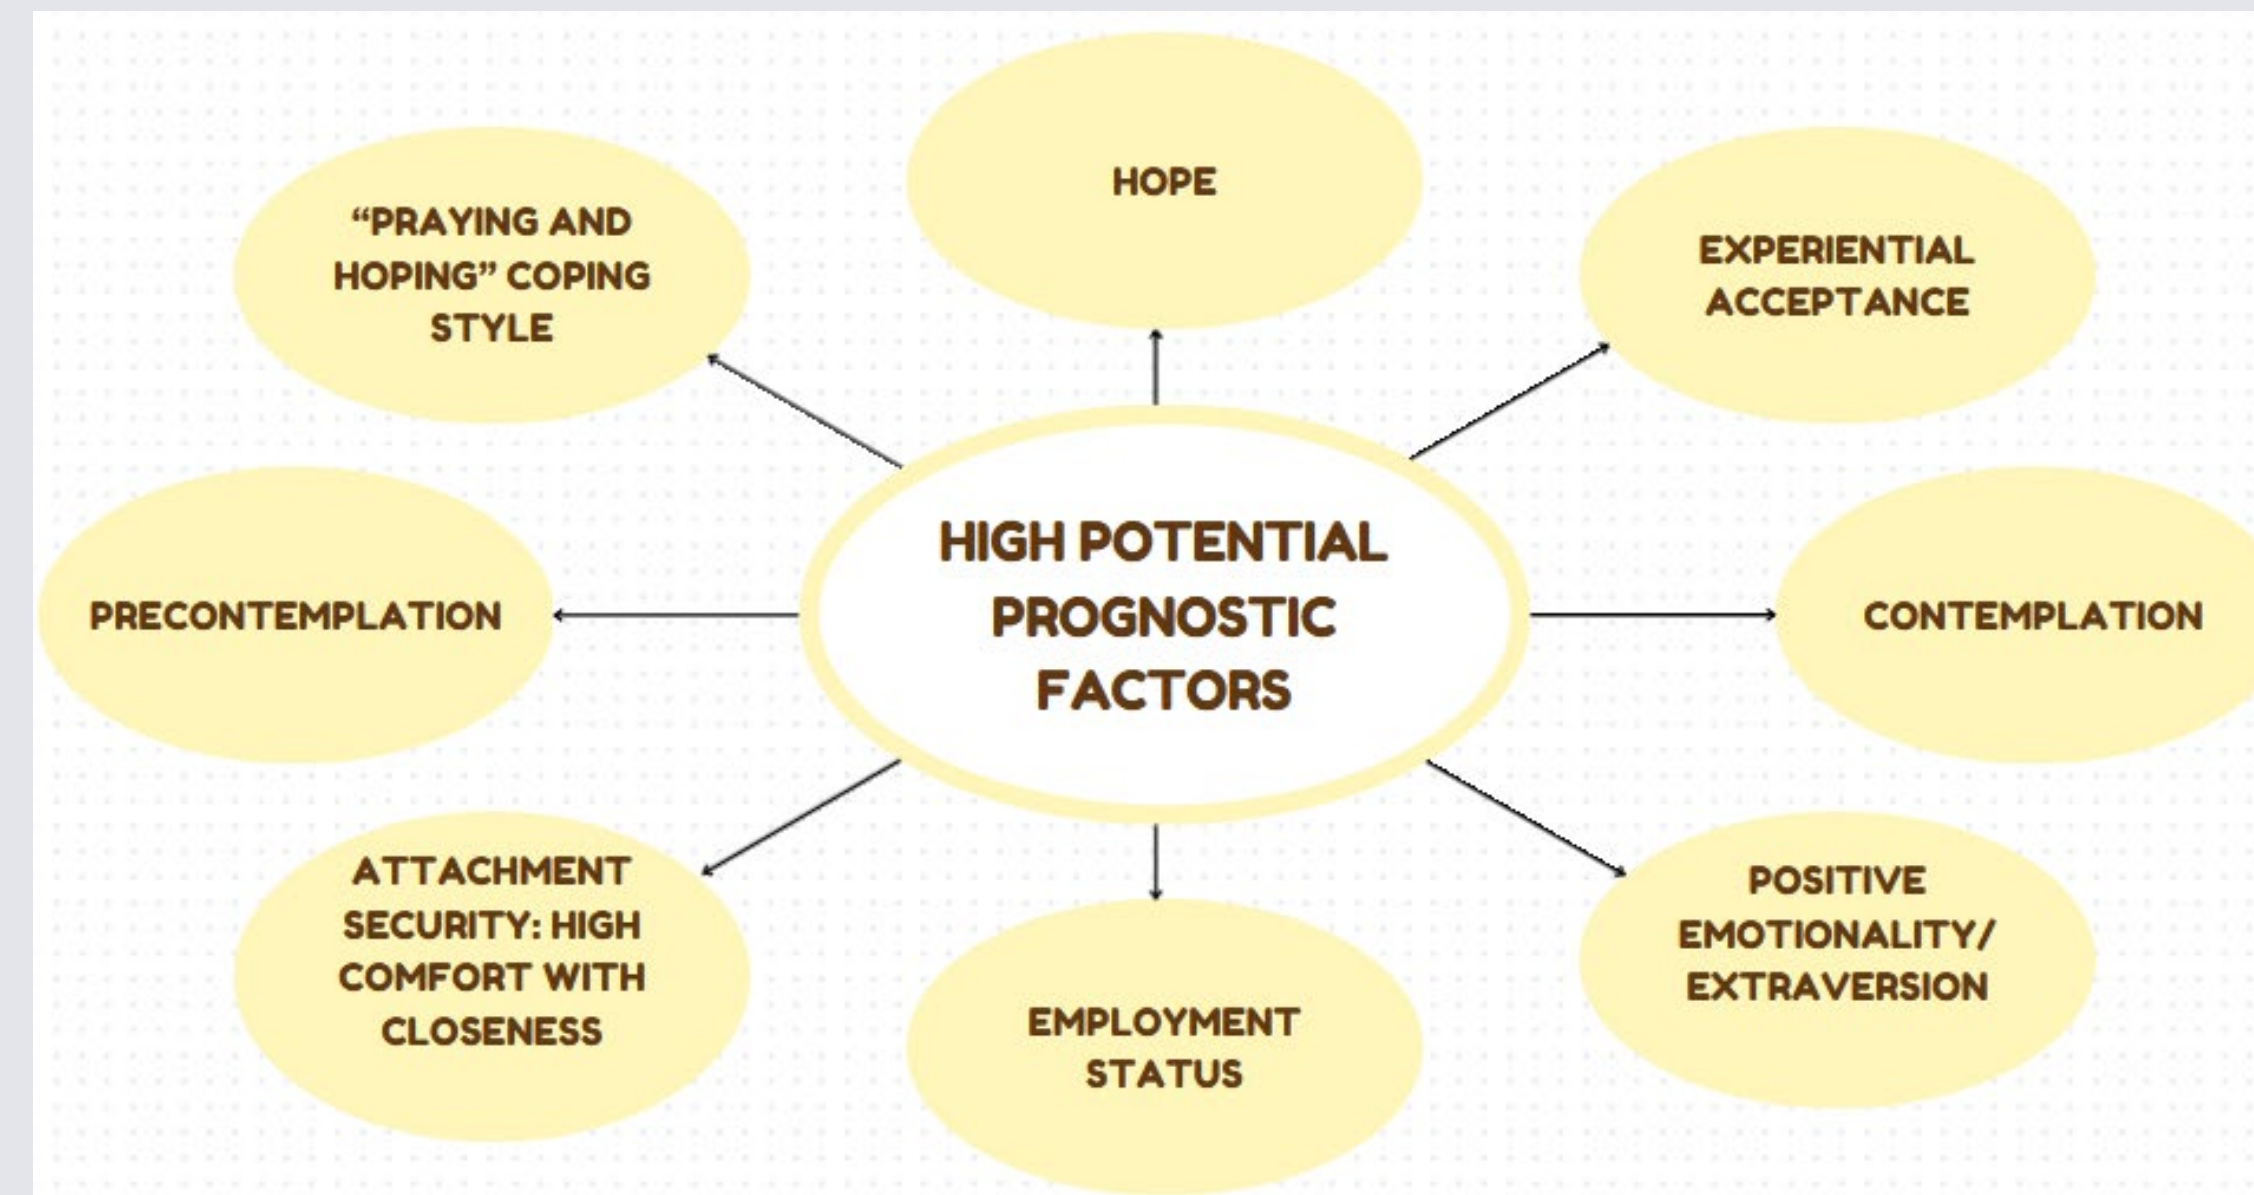 HOPE
“PRAYING AND
HOPING” COPING
STYLE
EXPERIENTIAL
ACCEPTANCE
HIGH POTENTIAL
PROGNOSTIC
FACTORS
PRECONTEMPLATION
CONTEMPLATION
ATTACHMENT
SECURITY: HIGH
COMFORT WITH
CLOSENESS
EMPLOYMENT
STATUS
POSITIVE
EMOTIONALITY/
EXTRAVERSION